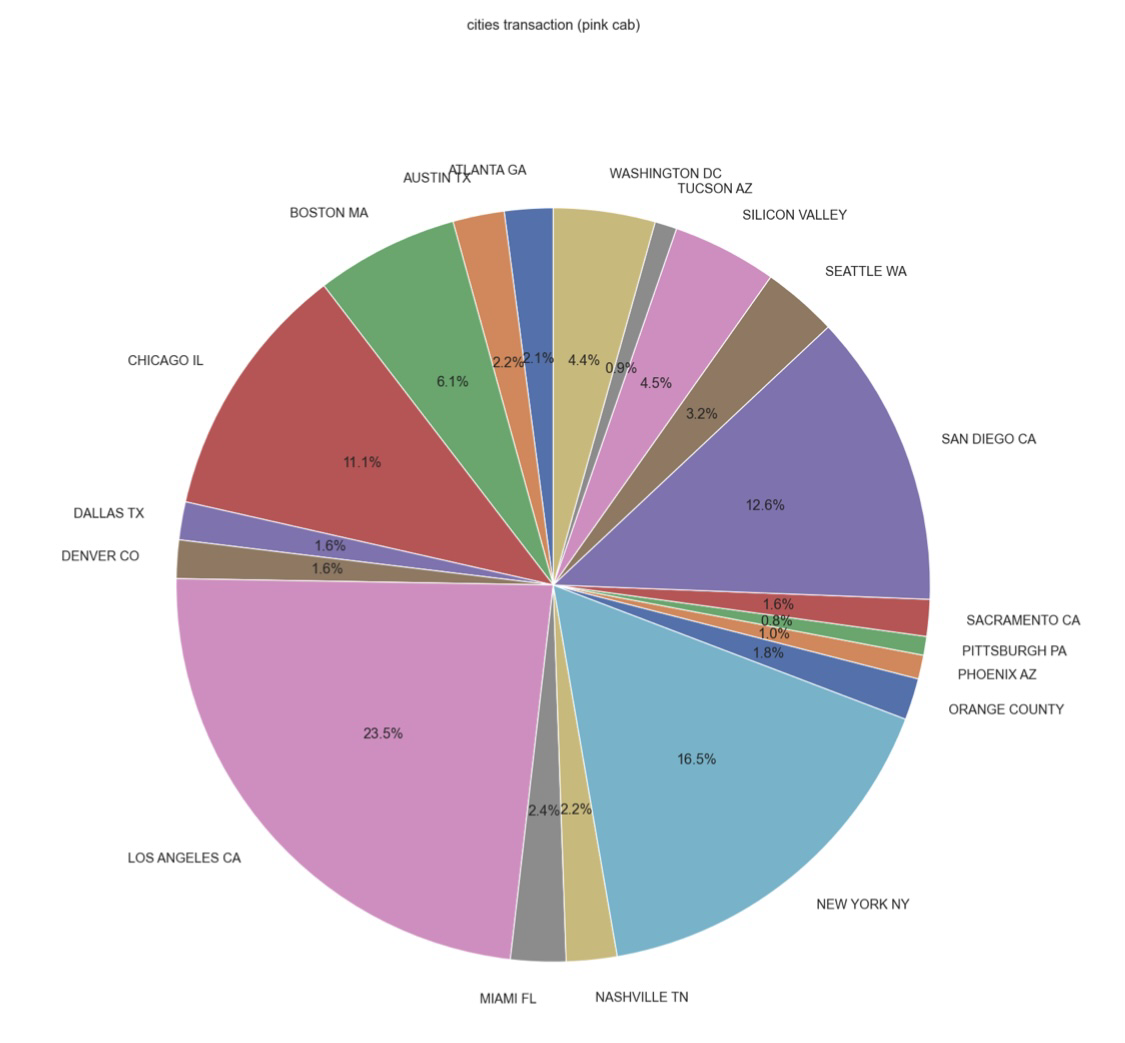 cities transaction (pink cab)
ATLANTA GA
AUSTIN TX
WASHINGTON DC
TUCSON AZ
BOSTON MA
SILICON VALLEY
SEATTLE WA
CHICAGO IL
SAN DIEGO CA
DALLAS TX
DENVER CO
SACRAMENTO CA
PITTSBURGH PA
PHOENIX AZ
ORANGE COUNTY
LOS ANGELES CA
NEW YORK NY
MIAMI FL
NASHVILLE TN
2.1%
2.2%
6.1%
11.1%
1.6%
1.6%
23.5%
2.4%
2.2%
16.5%
1.8%
1.0%
0.8%
1.6%
12.6%
3.2%
4.5%
0.9%
4.4%